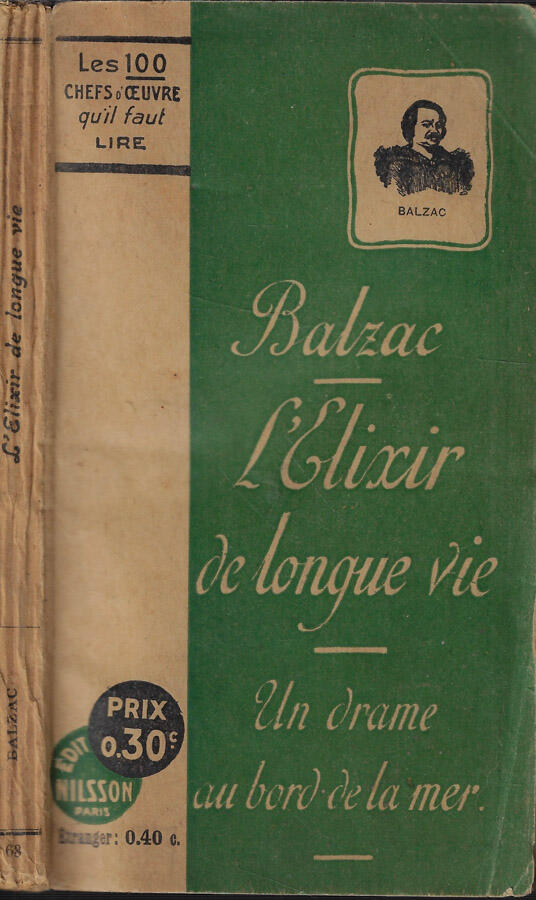 L'Elixir de longue vie
BALZAC
68
Les 100
CHEFS D'ŒUVRE
qu'il faut
LIRE
BALZAC
Balzac
L'Elixir
de longue vie
Un drame
au bord de la mer.
PRIX
0.30 c.
EDIT
NILSSON
PARIS
Etranger: 0.40 c.